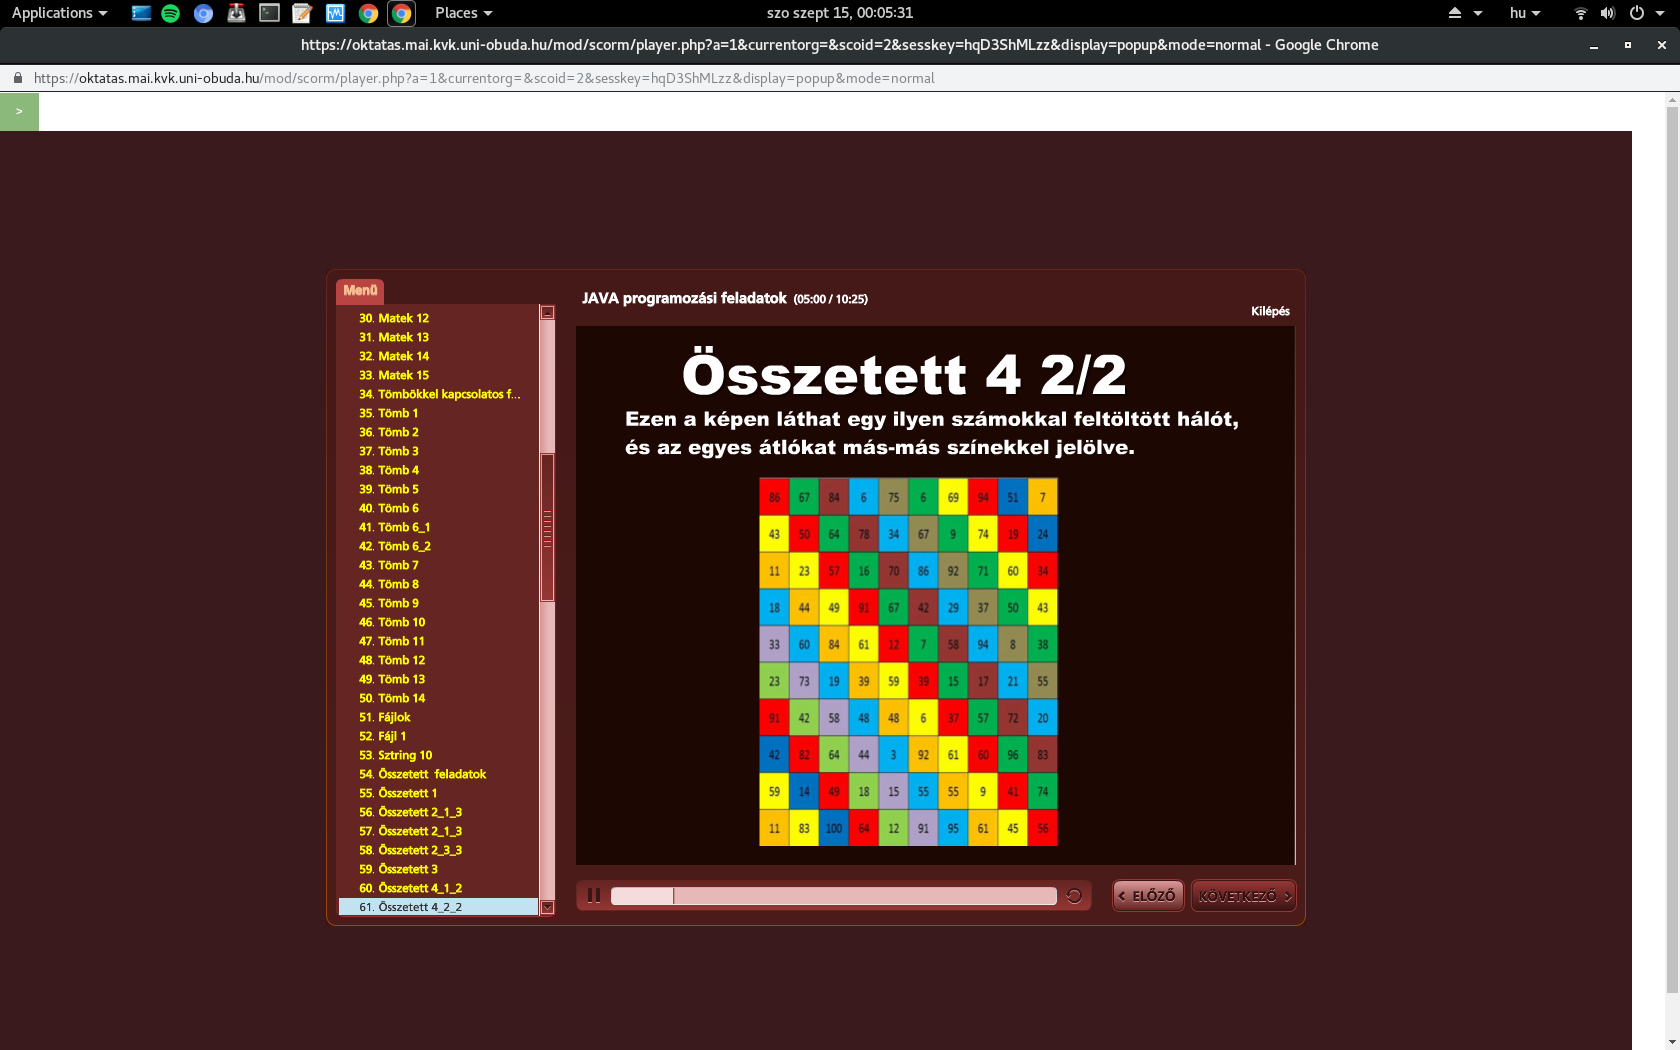 Applications
Places
szo szept 15, 00:05:31
hu
https://oktatas.mai.kvk.uni-obuda.hu/mod/scorm/player.php?a=1&currentorg=&scoid=2&sesskey=hqD3ShMLzz&display=popup&mode=normal - Google Chrome
https://oktatas.mai.kvk.uni-obuda.hu/mod/scorm/player.php?a=1&currentorg=&scoid=2&sesskey=hqD3ShMLzz&display=popup&mode=normal
>
Menü
30. Matek 12
31. Matek 13
32. Matek 14
33. Matek 15
34. Tömbökkel kapcsolatos f...
35. Tömb 1
36. Tömb 2
37. Tömb 3
38. Tömb 4
39. Tömb 5
40. Tömb 6
41. Tömb 6_1
42. Tömb 6_2
43. Tömb 7
44. Tömb 8
45. Tömb 9
46. Tömb 10
47. Tömb 11
48. Tömb 12
49. Tömb 13
50. Tömb 14
51. Fájlok
52. Fájl 1
53. Sztring 10
54. Összetett feladatok
55. Összetett 1
56. Összetett 2_1_3
57. Összetett 2_1_3
58. Összetett 2_3_3
59. Összetett 3
60. Összetett 4_1_2
61. Összetett 4_2_2
JAVA programozási feladatok (05:00 / 10:25)
Kilépés
Összetett 4 2/2
Ezen a képen láthat egy ilyen számokkal feltöltött hálót,
és az egyes átlókat más-más színekkel jelölve.
86 67 84 6 75 6 69 94 51 7
43 50 64 78 34 67 9 74 19 24
11 23 57 16 70 86 92 71 60 34
18 44 49 91 67 42 29 37 50 43
33 60 84 61 12 7 58 94 8 38
23 73 19 39 59 39 15 17 21 55
91 42 58 48 48 6 37 57 72 20
42 82 64 44 3 92 61 60 96 83
59 14 49 18 15 55 55 9 41 74
11 83 100 64 12 91 95 61 45 56
< ELŐZŐ
KÖVETKEZŐ >